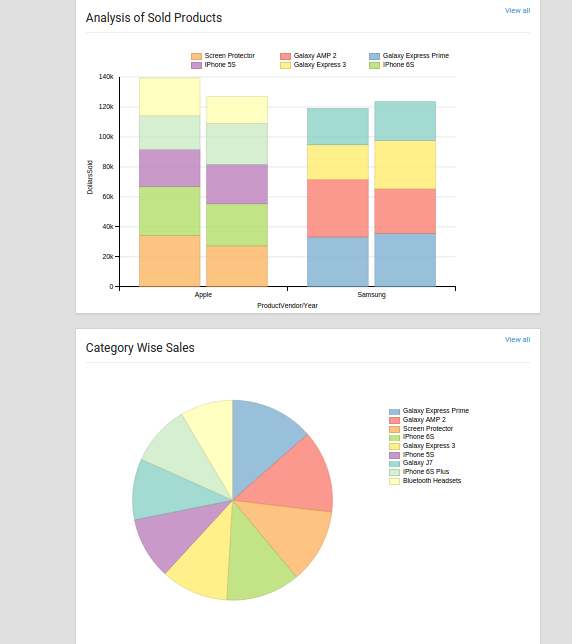 View all
Analysis of Sold Products
Screen Protector
Galaxy AMP 2
Galaxy Express Prime
iPhone 5S
Galaxy Express 3
iPhone 6S
140k
120k
100k
80k
60k
40k
20k
0
DollarsSold
Apple
Samsung
ProductVendor/Year
View all
Category Wise Sales
Galaxy Express Prime
Galaxy AMP 2
Screen Protector
iPhone 6S
Galaxy Express 3
iPhone 5S
Galaxy J7
iPhone 6S Plus
Bluetooth Headsets